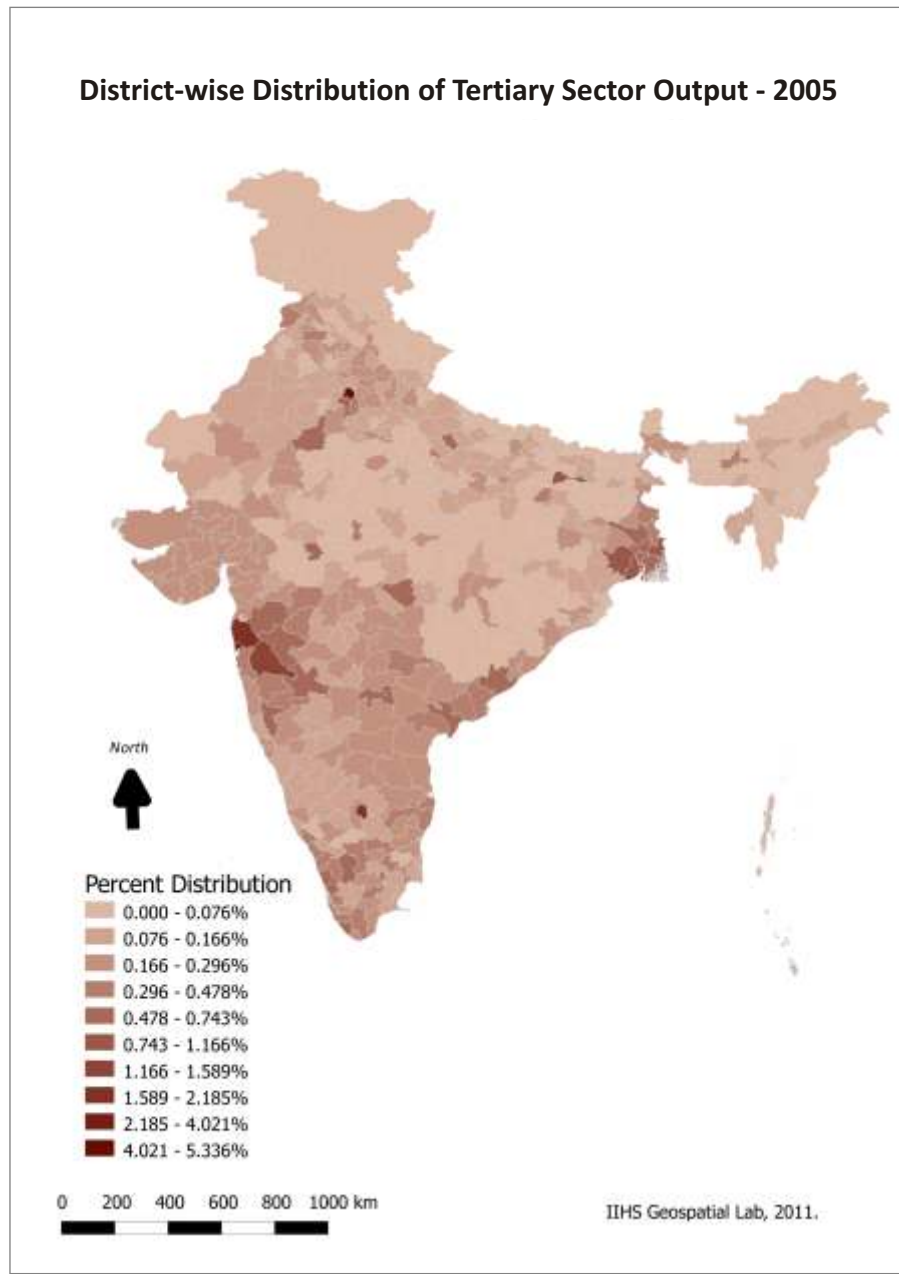 District-wise Distribution of Tertiary Sector Output - 2005
North
Percent Distribution
0.000 - 0.076%
0.076 - 0.166%
0.166 - 0.296%
0.296 - 0.478%
0.478 - 0.743%
0.743 - 1.166%
1.166 - 1.589%
1.589 - 2.185%
2.185 - 4.021%
4.021 - 5.336%
0 200 400 600 800 1000 km
IIHS Geospatial Lab, 2011.